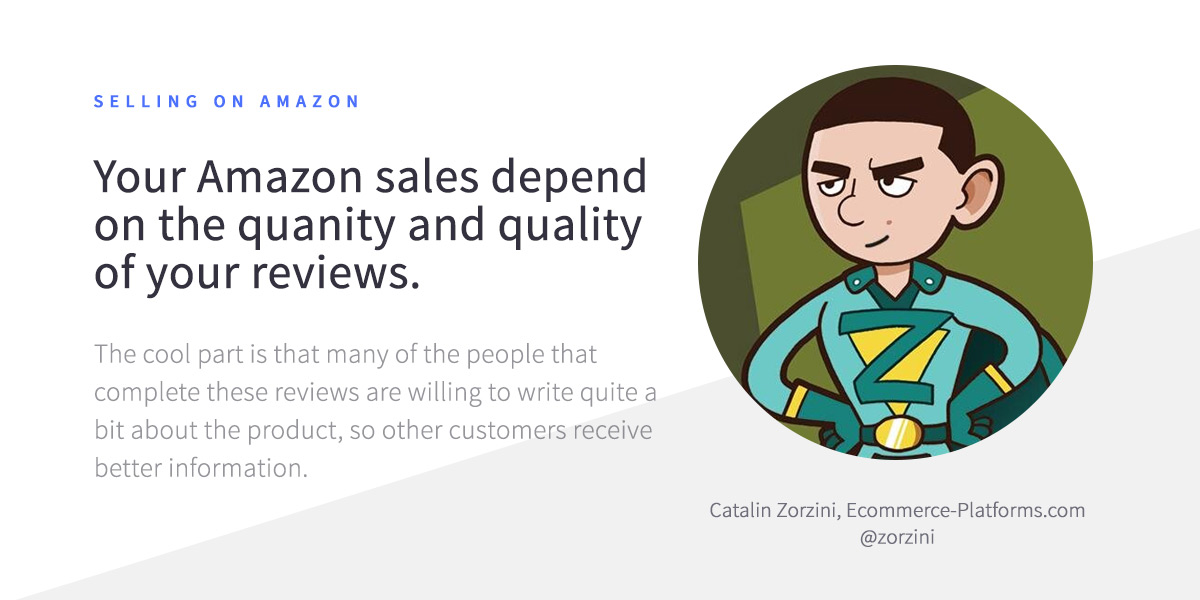 SELLING ON AMAZON
Your Amazon sales depend
on the quanity and quality
of your reviews.
The cool part is that many of the people that
complete these reviews are willing to write quite a
bit about the product, so other customers receive
better information.
Z
Catalin Zorzini, Ecommerce-Platforms.com
@zorzini